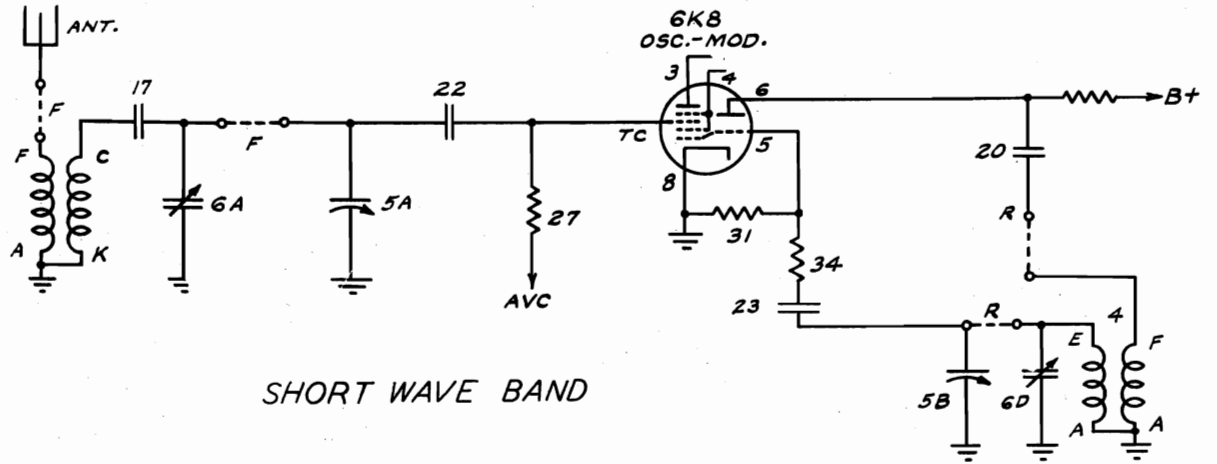 ANT.
6K8
OSC.-MOD.
3
4
6
B+
17
22
F
F
F
C
TC
5
20
8
6A
5A
27
31
R
A
K
34
AVC
23
R
4
E
F
SHORT WAVE BAND
5B
6D
A
A